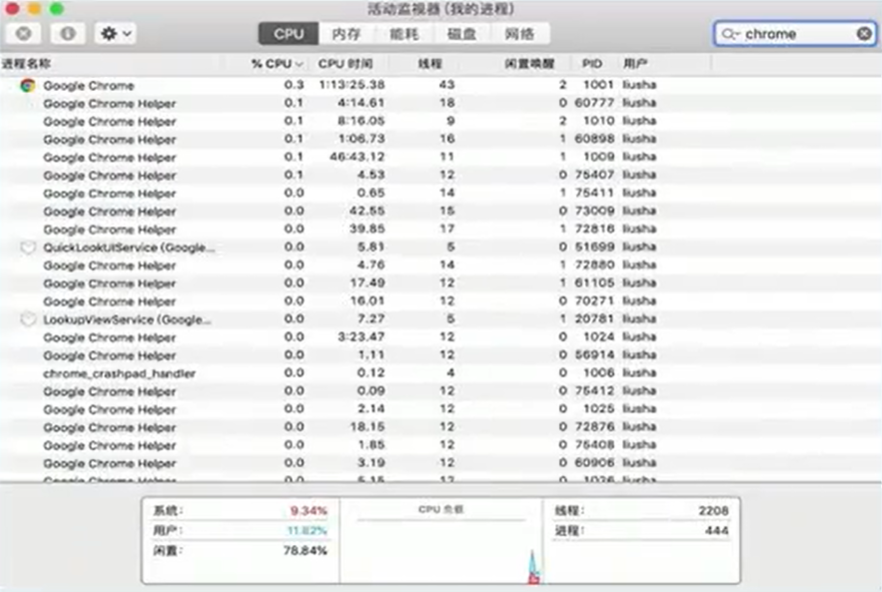 活动监视器 (我的进程)
CPU 内存 能耗 磁盘 网络 chrome
进程名称 % CPU CPU 时间 线程 闲置唤醒 PID 用户
Google Chrome 0.3 1:13:25.38 43 2 1001 liusha
Google Chrome Helper 0.1 4:14.61 18 0 60777 liusha
Google Chrome Helper 0.1 8:16.05 9 2 1010 liusha
Google Chrome Helper 0.1 1:06.73 16 1 60898 liusha
Google Chrome Helper 0.1 46:43.12 11 1 1009 liusha
Google Chrome Helper 0.1 4.53 12 0 75407 liusha
Google Chrome Helper 0.0 0.65 14 1 75411 liusha
Google Chrome Helper 0.0 42.55 15 0 73009 liusha
Google Chrome Helper 0.0 39.85 17 1 72816 liusha
QuickLookUIService (Google... 0.0 5.81 5 0 51699 liusha
Google Chrome Helper 0.0 4.76 14 1 72880 liusha
Google Chrome Helper 0.0 17.49 12 1 61105 liusha
Google Chrome Helper 0.0 16.01 12 0 70271 liusha
LookupViewService (Google... 0.0 7.27 5 1 20781 liusha
Google Chrome Helper 0.0 3:23.47 12 0 1024 liusha
Google Chrome Helper 0.0 1.11 12 0 56914 liusha
chrome_crashpad_handler 0.0 0.12 4 0 1006 liusha
Google Chrome Helper 0.0 0.09 12 0 75412 liusha
Google Chrome Helper 0.0 2.14 12 0 1025 liusha
Google Chrome Helper 0.0 18.15 12 0 72876 liusha
Google Chrome Helper 0.0 1.85 12 0 75408 liusha
Google Chrome Helper 0.0 3.19 12 0 60906 liusha
Google Chrome Helper 0.0 5.15 12 0 1026 liusha
系统: 9.34% CPU 负载 线程: 2208
用户: 11.82% 进程: 444
闲置: 78.84%